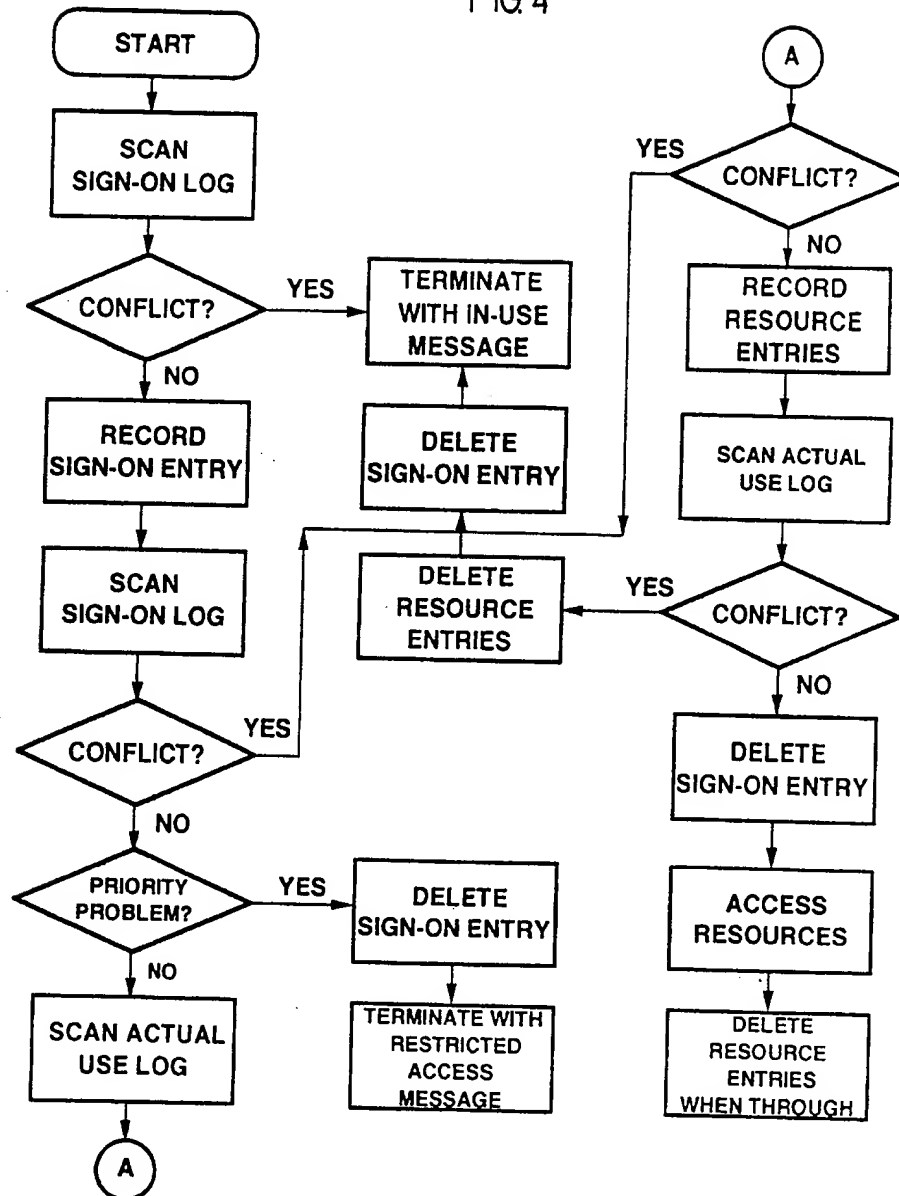 FIG. 4
START
SCAN
SIGN-ON LOG
CONFLICT?
YES
NO
TERMINATE
WITH IN-USE
MESSAGE
RECORD
SIGN-ON ENTRY
DELETE
SIGN-ON ENTRY
SCAN
SIGN-ON LOG
DELETE
RESOURCE
ENTRIES
CONFLICT?
YES
NO
PRIORITY
PROBLEM?
YES
NO
DELETE
SIGN-ON ENTRY
SCAN ACTUAL
USE LOG
TERMINATE WITH
RESTRICTED
ACCESS
MESSAGE
A
A
CONFLICT?
YES
NO
RECORD
RESOURCE
ENTRIES
SCAN ACTUAL
USE LOG
CONFLICT?
YES
NO
DELETE
SIGN-ON ENTRY
ACCESS
RESOURCES
DELETE
RESOURCE
ENTRIES
WHEN THROUGH